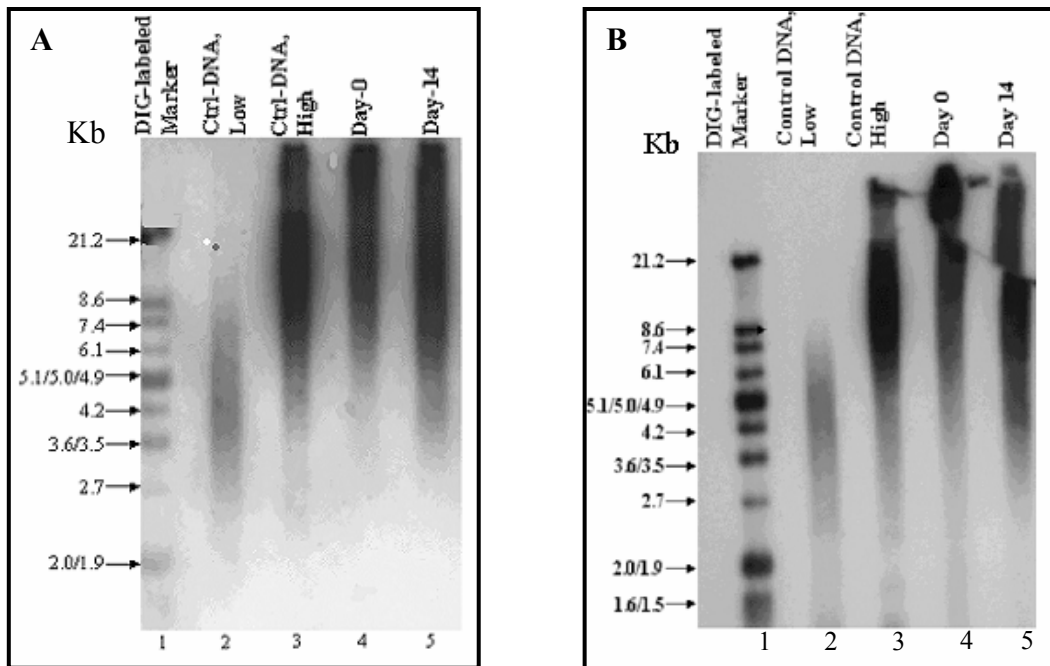 A
DIG-labeled
Marker
Ctrl-DNA,
Low
Ctrl-DNA,
High
Day-0
Day-14
Kb
21.2
8.6
7.4
6.1
5.1/5.0/4.9
4.2
3.6/3.5
2.7
2.0/1.9
1
2
3
4
5
B
DIG-labeled
Marker
Control DNA,
Low
Control DNA,
High
Day 0
Day 14
Kb
21.2
8.6
7.4
6.1
5.1/5.0/4.9
4.2
3.6/3.5
2.7
2.0/1.9
1.6/1.5
1
2
3
4
5